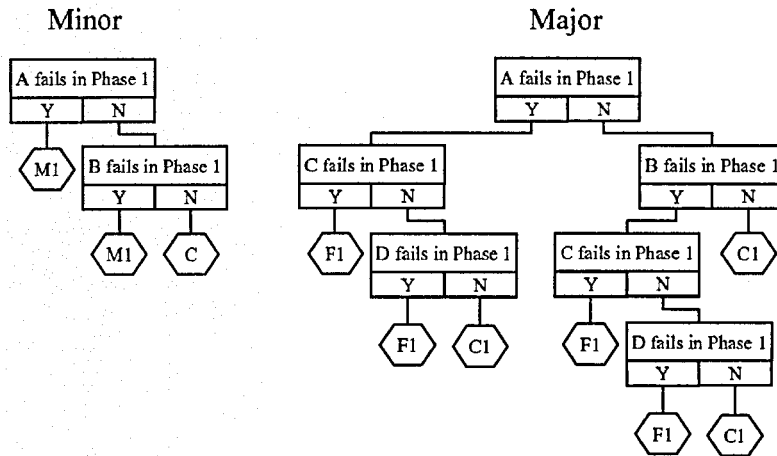 Minor
A fails in Phase 1
Y N
M1
B fails in Phase 1
Y N
M1 C
Major
A fails in Phase 1
Y N
C fails in Phase 1
Y N
B fails in Phase 1
Y N
F1
D fails in Phase 1
Y N
C fails in Phase 1
Y N
C1
F1 C1
F1
D fails in Phase 1
Y N
F1 C1